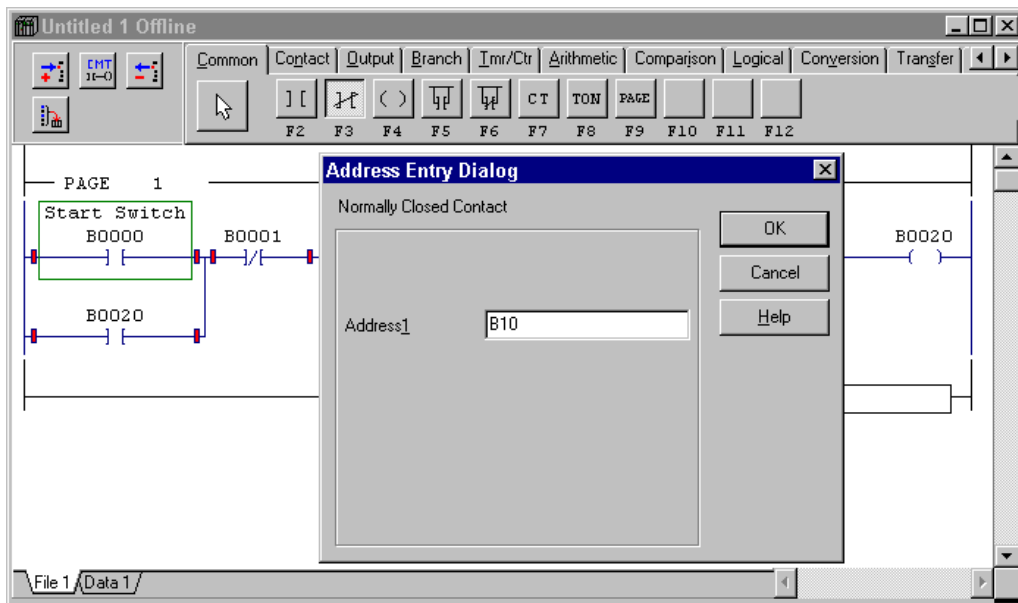 Untitled 1 Offline
Common Contact Output Branch Tmr/Ctr Arithmetic Comparison Logical Conversion Transfer
CMT
CT TON PAGE
F2 F3 F4 F5 F6 F7 F8 F9 F10 F11 F12
PAGE 1
Start Switch
B0000 B0001
B0020
B0020
Address Entry Dialog
Normally Closed Contact
Address1 B10
OK
Cancel
Help
File 1 Data 1